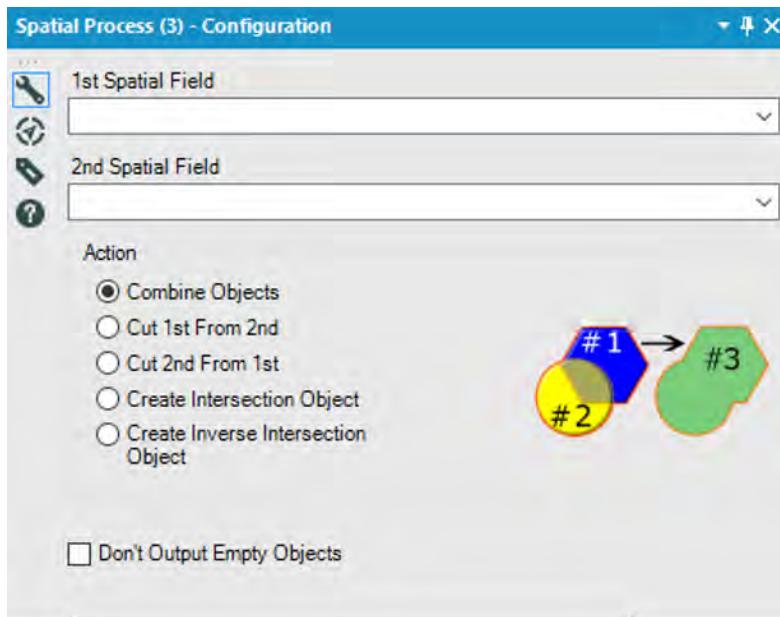 Spatial Process (3) - Configuration
1st Spatial Field
2nd Spatial Field
Action
Combine Objects
Cut 1st From 2nd
Cut 2nd From 1st
Create Intersection Object
Create Inverse Intersection
Object
#1
#2
#3
Don't Output Empty Objects